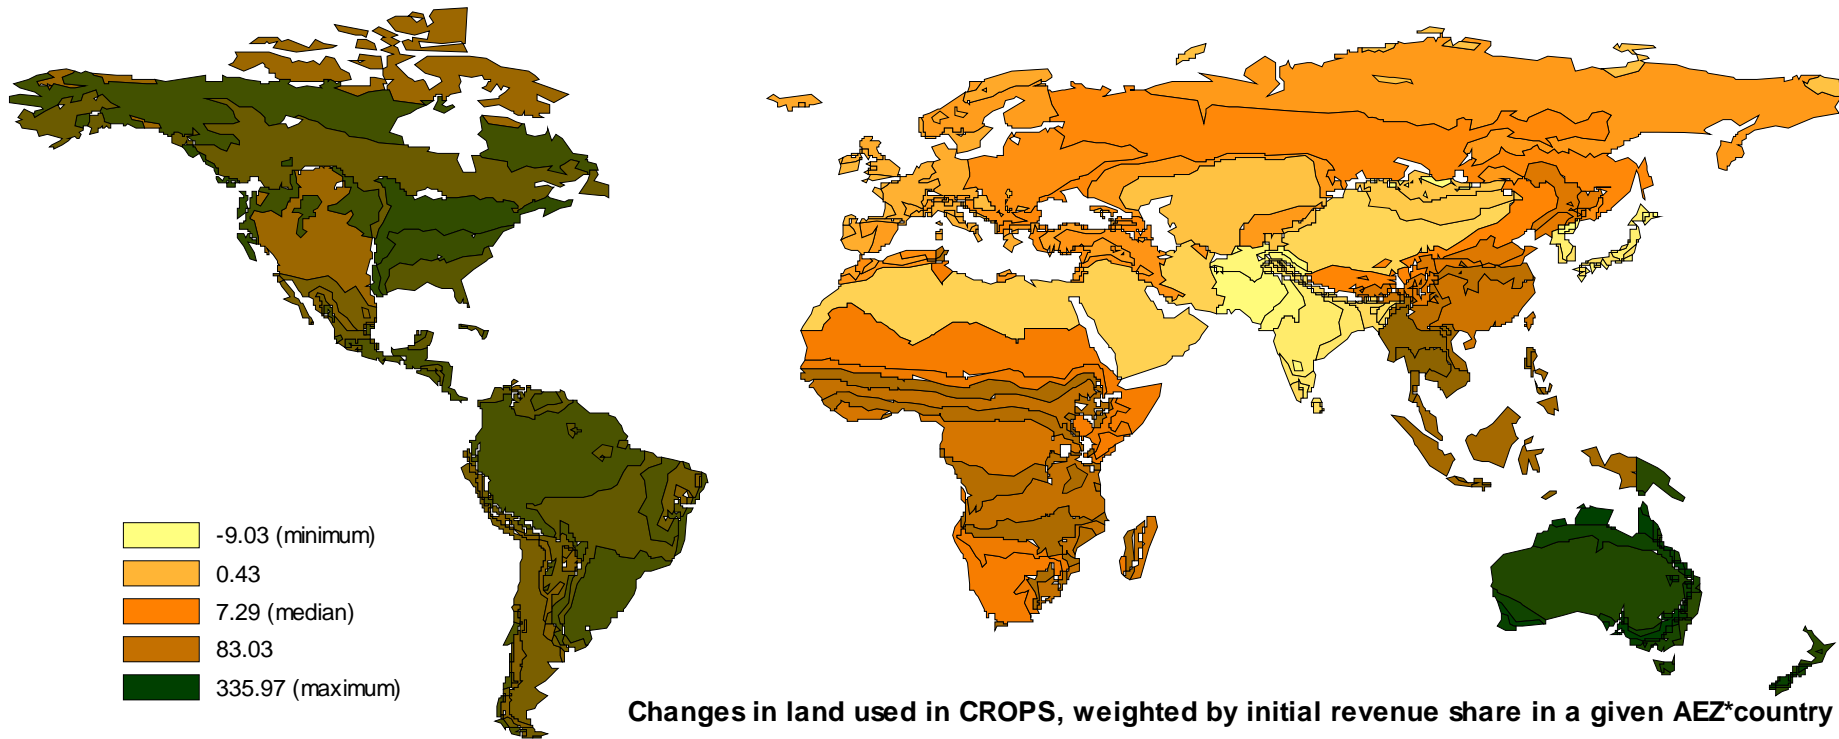 -9.03 (minimum)
0.43
7.29 (median)
83.03
335.97 (maximum)
Changes in land used in CROPS, weighted by initial revenue share in a given AEZ*country